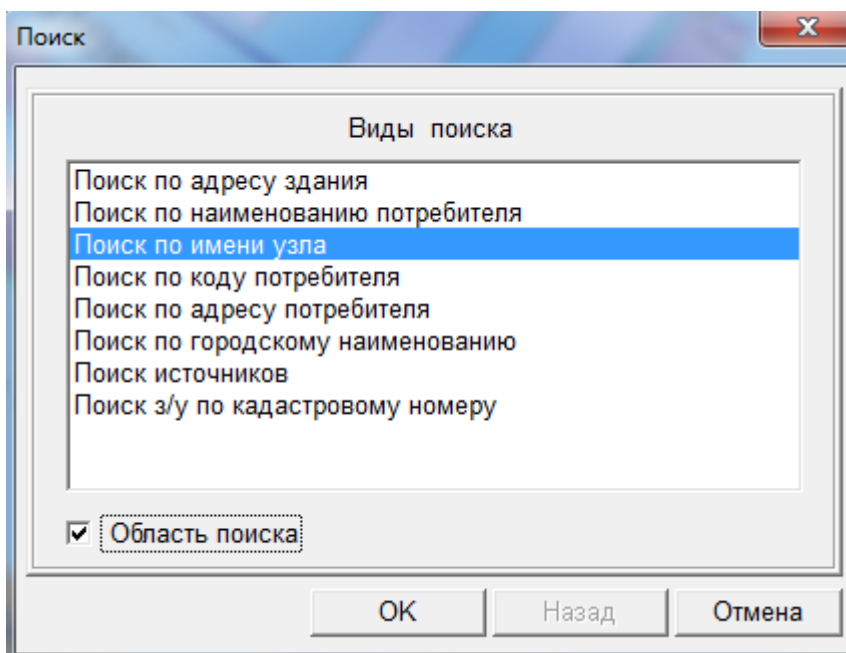 Поиск
Виды поиска
Поиск по адресу здания
Поиск по наименованию потребителя
Поиск по имени узла
Поиск по коду потребителя
Поиск по адресу потребителя
Поиск по городскому наименованию
Поиск источников
Поиск з/у по кадастровому номеру
Область поиска
OK Назад Отмена